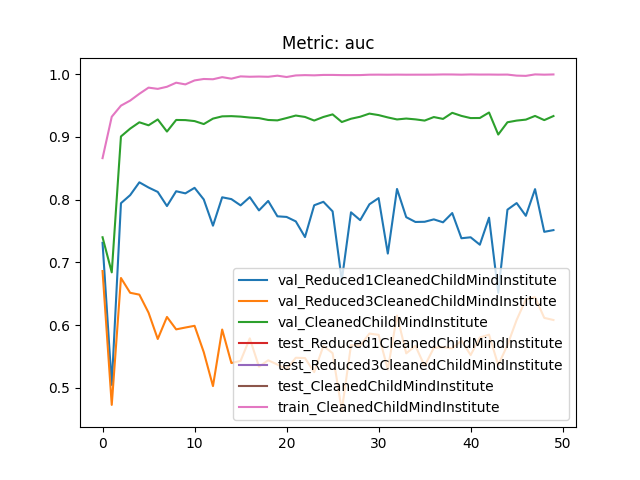 Metric: auc
1.0
0.9
0.8
0.7
0.6
0.5
val_Reduced1CleanedChildMindInstitute
val_Reduced3CleanedChildMindInstitute
val_CleanedChildMindInstitute
test_Reduced1CleanedChildMindInstitute
test_Reduced3CleanedChildMindInstitute
test_CleanedChildMindInstitute
train_CleanedChildMindInstitute
0 10 20 30 40 50